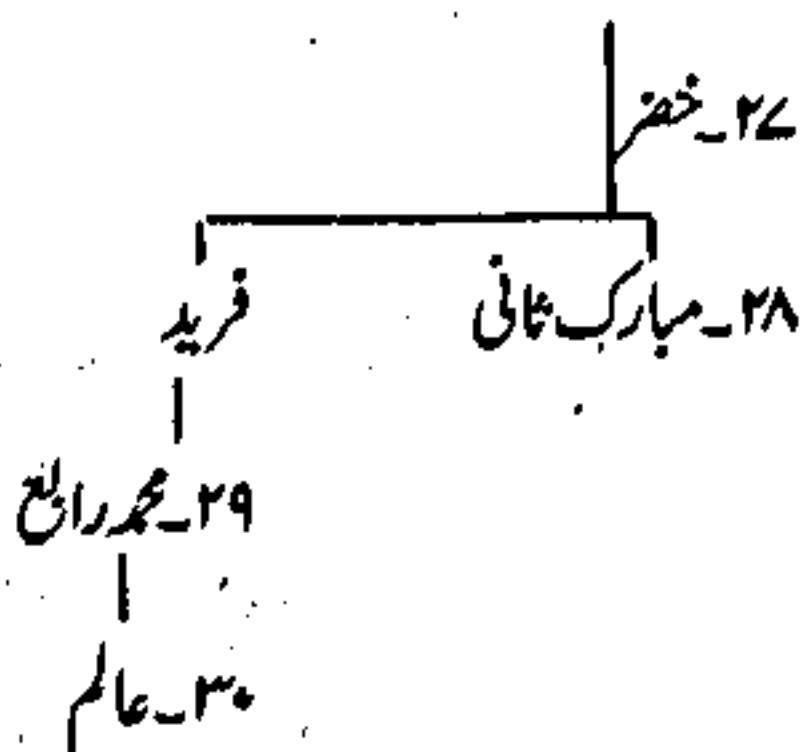 ۲۷۔خضر
۲۸۔مبارک ثانی
فرید
۲۹۔محمد رابع
۳۰۔عالم